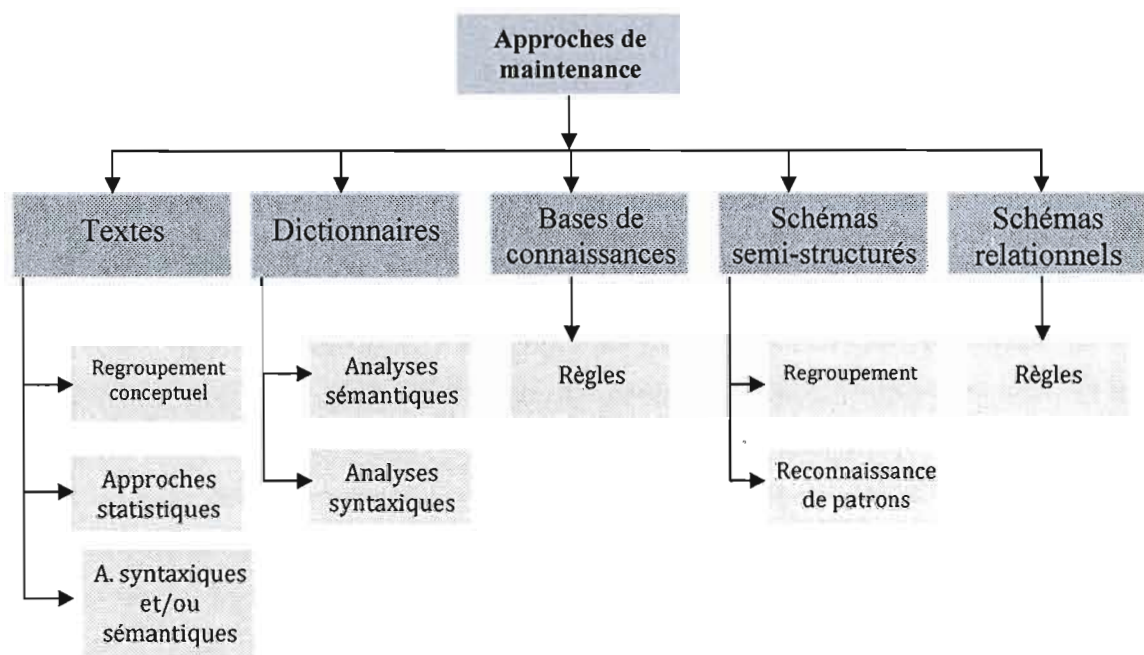 Approches de
maintenance
Textes
Dictionnaires
Bases de
connaissances
Schémas
semi-structurés
Schémas
relationnels
Regroupement
conceptuel
Approches
statistiques
A. syntaxiques
et/ou
sémantiques
Analyses
sémantiques
Analyses
syntaxiques
Règles
Regroupement
Reconnaissance
de patrons
Règles